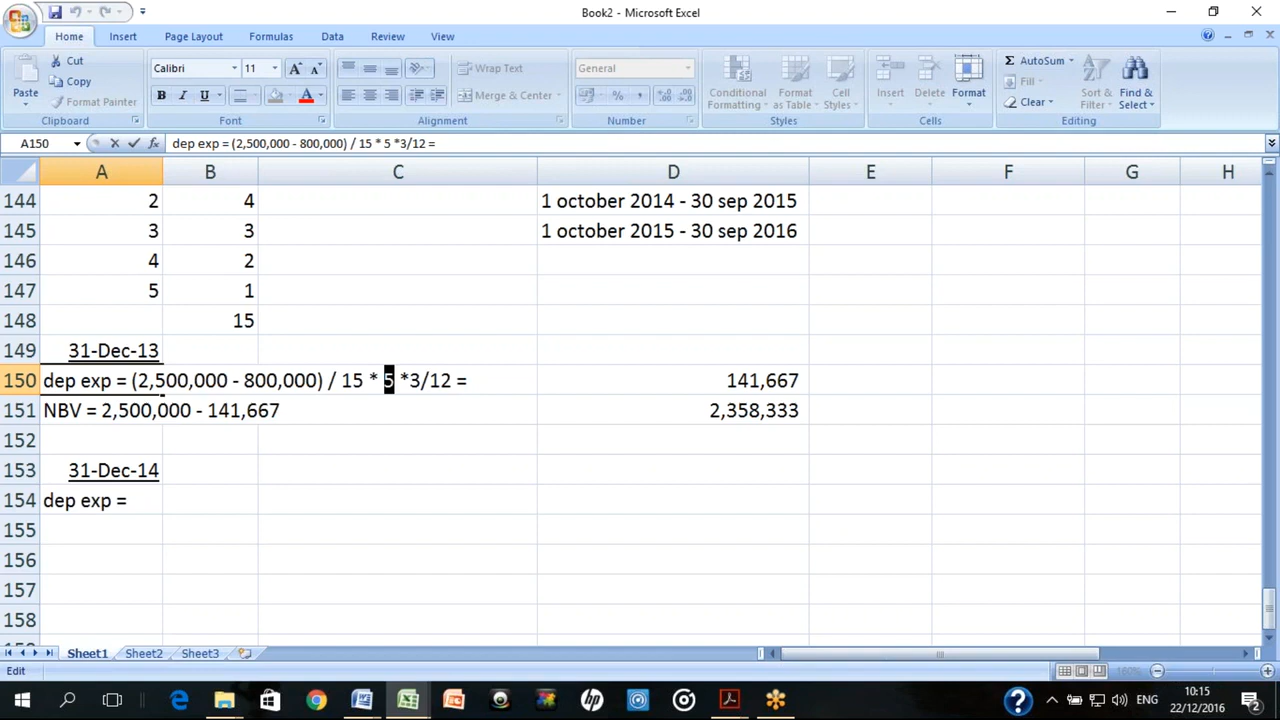 Book2 - Microsoft Excel
Home Insert Page Layout Formulas Data Review View
Paste
Cut
Copy
Format Painter
Clipboard
Calibri 11
B I U
Font
Wrap Text
Merge & Center
Alignment
General
Number
Conditional Formatting
Format as Table
Cell Styles
Styles
Insert Delete Format
Cells
AutoSum
Fill
Clear
Sort & Filter
Find & Select
Editing
A150 dep exp = (2,500,000 - 800,000) / 15 * 5 *3/12 =
A B C D E F G H
144 2 4 1 october 2014 - 30 sep 2015
145 3 3 1 october 2015 - 30 sep 2016
146 4 2
147 5 1
148 15
149 31-Dec-13
150 dep exp = (2,500,000 - 800,000) / 15 * 5 *3/12 = 141,667
151 NBV = 2,500,000 - 141,667 2,358,333
152
153 31-Dec-14
154 dep exp =
155
156
157
158
Sheet1 Sheet2 Sheet3
Edit
ENG
10:15
22/12/2016